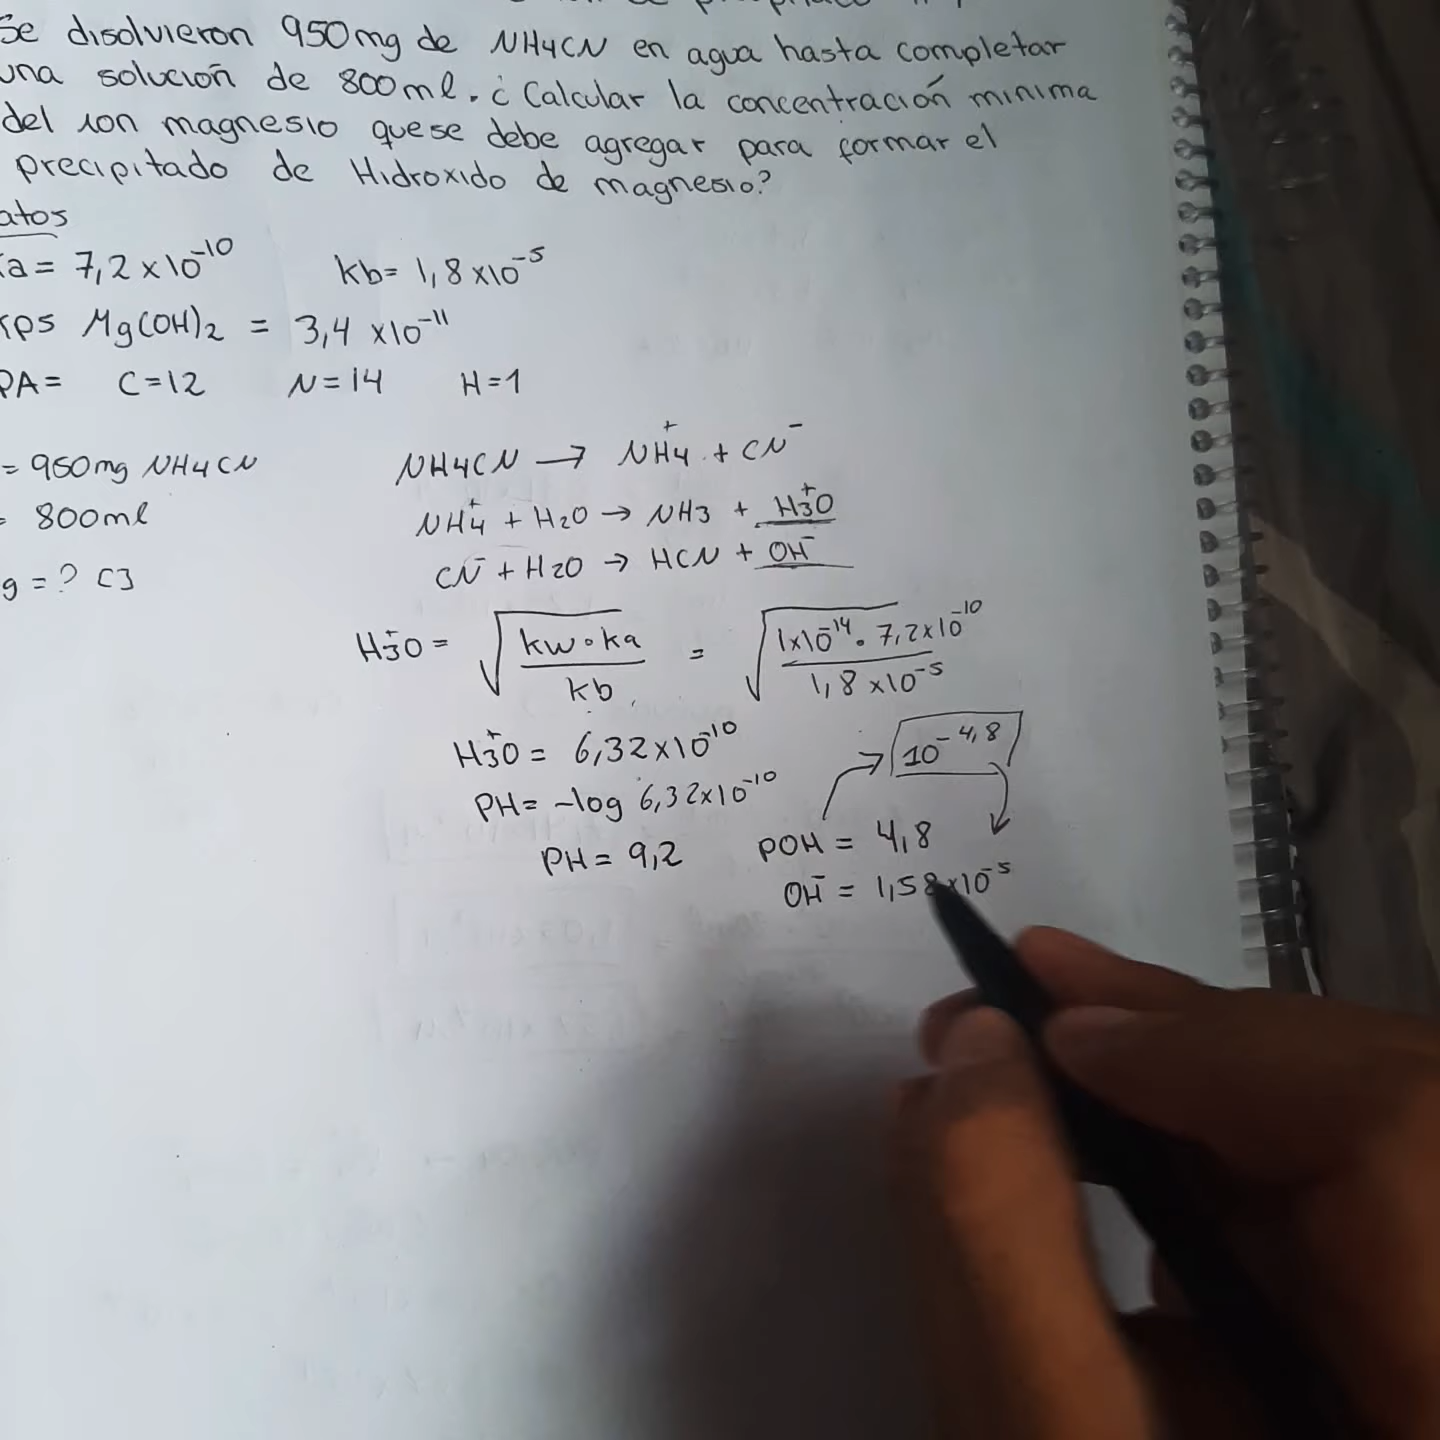 Se disolvieron 950mg de NH4CN en agua hasta completar
una solución de 800ml. ¿ Calcular la concentración minima
del ion magnesio que se debe agregar para formar el
precipitado de Hidroxido de magnesio?
atos
a = 7,2 x10⁻¹⁰ kb= 1,8 x10⁻⁵
ps Mg(OH)2 = 3,4 x10⁻¹¹
PA= C=12 N=14 H=1
= 950mg NH4CN NH4CN → NH4⁺ + CN⁻
= 800ml NH4⁺ + H2O → NH3 + H3O⁺
g = ? [] CN⁻ + H2O → HCN + OH⁻
H3O⁺ = √(kw·ka / kb) = √(1x10⁻¹⁴ · 7,2x10⁻¹⁰ / 1,8 x10⁻⁵)
H3O⁺ = 6,32x10⁻¹⁰ → 10⁻⁴,⁸
PH= -log 6,32x10⁻¹⁰
PH= 9,2 POH = 4,8
OH⁻ = 1,58x10⁻⁵